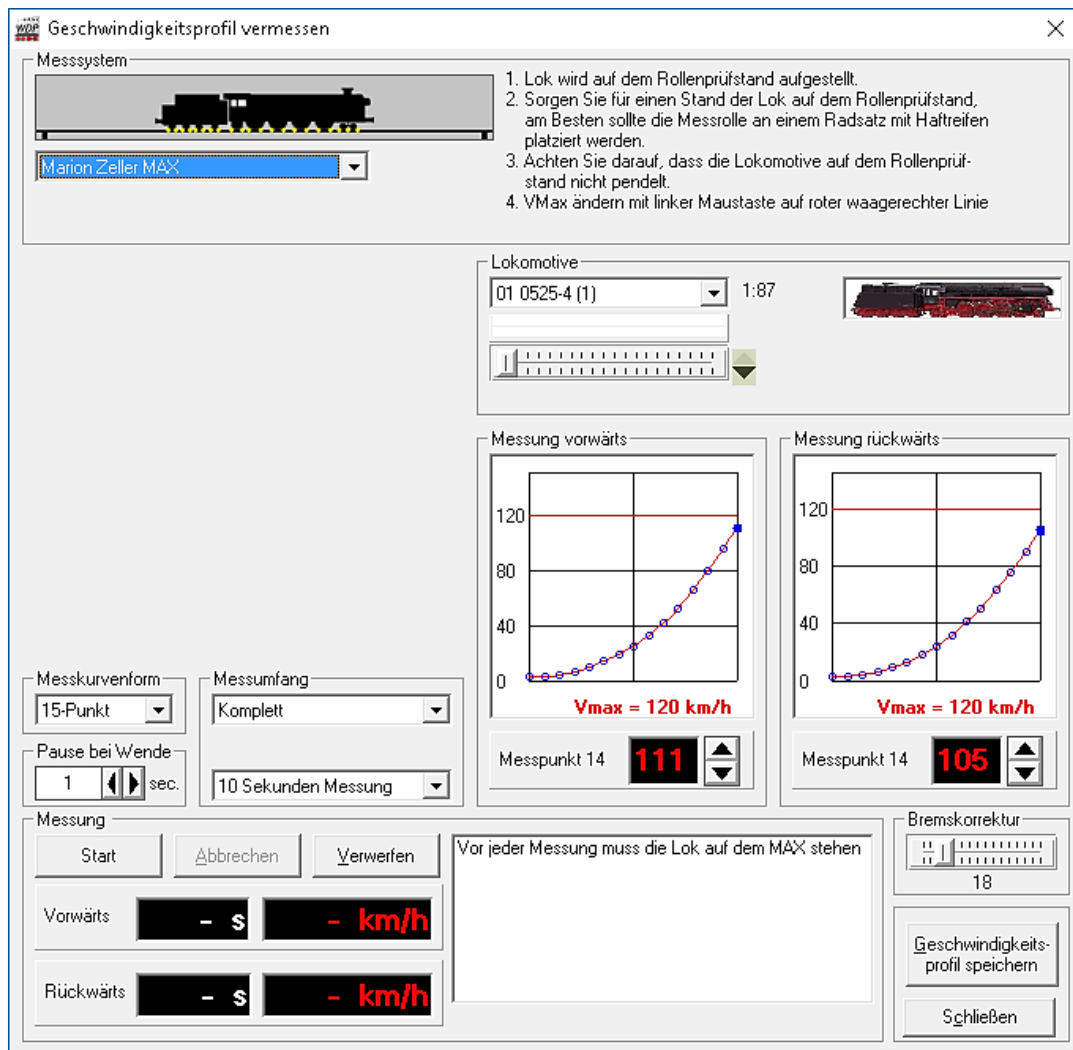 WDP Geschwindigkeitsprofil vermessen
Messsystem
Marion Zeller MAX
1. Lok wird auf dem Rollenprüfstand aufgestellt.
2. Sorgen Sie für einen Stand der Lok auf dem Rollenprüfstand,
am Besten sollte die Messrolle an einem Radsatz mit Haftreifen
platziert werden.
3. Achten Sie darauf, dass die Lokomotive auf dem Rollenprüf-
stand nicht pendelt.
4. VMax ändern mit linker Maustaste auf roter waagerechter Linie
Lokomotive
01 0525-4 (1)
1:87
Messung vorwärts
120
80
40
0
Vmax = 120 km/h
Messpunkt 14
111
Messung rückwärts
120
80
40
0
Vmax = 120 km/h
Messpunkt 14
105
Messkurvenform
15-Punkt
Messumfang
Komplett
Pause bei Wende
1 sec.
10 Sekunden Messung
Messung
Start
Abbrechen
Verwerfen
Vorwärts
- s
- km/h
Rückwärts
- s
- km/h
Vor jeder Messung muss die Lok auf dem MAX stehen
Bremskorrektur
18
Geschwindigkeits-
profil speichern
Schließen